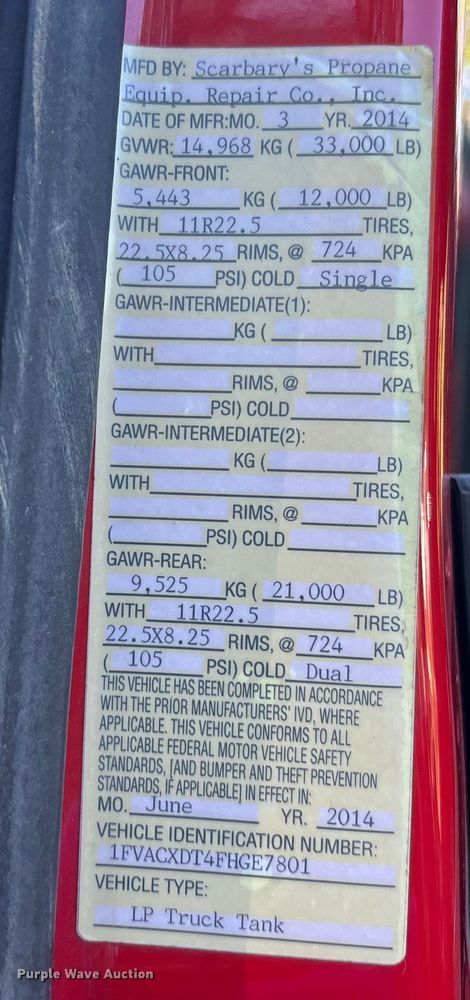 MFD BY: Scarbary's Propane
Equip. Repair Co., Inc.
DATE OF MFR:MO. 3 YR. 2014
GVWR: 14,968 KG ( 33,000 LB)
GAWR-FRONT:
5,443 KG ( 12,000 LB)
WITH 11R22.5 TIRES,
22.5X8.25 RIMS, @ 724 KPA
( 105 PSI) COLD Single
GAWR-INTERMEDIATE(1):
KG ( LB)
WITH TIRES,
RIMS, @ KPA
( PSI) COLD
GAWR-INTERMEDIATE(2):
KG ( LB)
WITH TIRES,
RIMS, @ KPA
( PSI) COLD
GAWR-REAR:
9,525 KG ( 21,000 LB)
WITH 11R22.5 TIRES,
22.5X8.25 RIMS, @ 724 KPA
( 105 PSI) COLD Dual
THIS VEHICLE HAS BEEN COMPLETED IN ACCORDANCE
WITH THE PRIOR MANUFACTURERS' IVD, WHERE
APPLICABLE. THIS VEHICLE CONFORMS TO ALL
APPLICABLE FEDERAL MOTOR VEHICLE SAFETY
STANDARDS, [AND BUMPER AND THEFT PREVENTION
STANDARDS, IF APPLICABLE] IN EFFECT IN:
MO. June YR. 2014
VEHICLE IDENTIFICATION NUMBER:
1FVACXDT4FHGE7801
VEHICLE TYPE:
LP Truck Tank
Purple Wave Auction